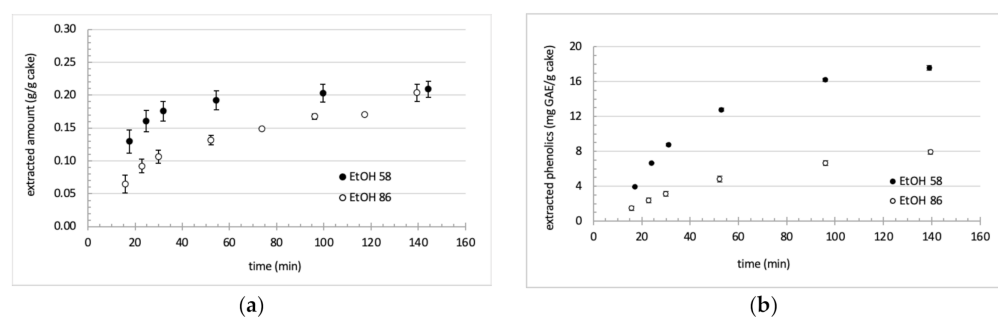 (a)
0.30
0.25
0.20
0.15
0.10
0.05
0.00
extracted amount (g/g cake)
EtOH 58
EtOH 86
0 20 40 60 80 100 120 140 160
time (min)
(a)
(b)
20
16
12
8
4
0
extracted phenolics (mg GAE/g cake)
EtOH 58
EtOH 86
0 20 40 60 80 100 120 140 160
time (min)
(b)